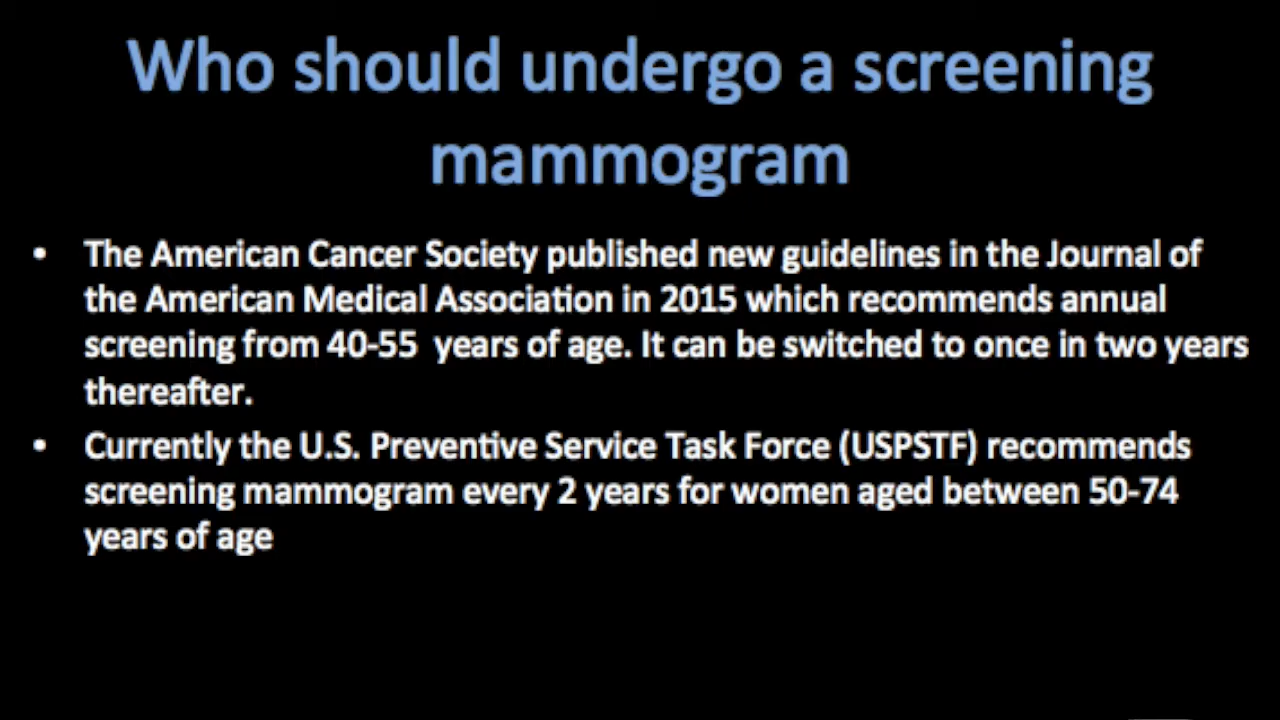 Who should undergo a screening
mammogram
• The American Cancer Society published new guidelines in the Journal of
the American Medical Association in 2015 which recommends annual
screening from 40-55  years of age. It can be switched to once in two years
thereafter.
• Currently the U.S. Preventive Service Task Force (USPSTF) recommends
screening mammogram every 2 years for women aged between 50-74
years of age